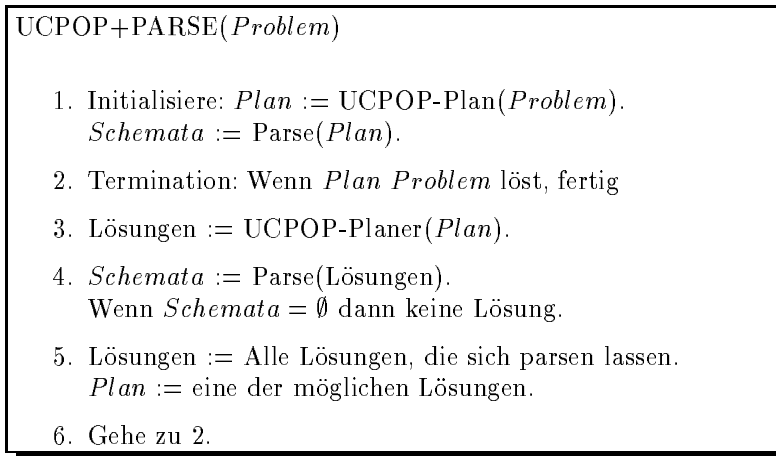 UCPOP+PARSE(Problem)
1. Initialisiere: Plan := UCPOP-Plan(Problem).
Schemata := Parse(Plan).
2. Termination: Wenn Plan Problem löst, fertig
3. Lösungen := UCPOP-Planer(Plan).
4. Schemata := Parse(Lösungen).
Wenn Schemata = ∅ dann keine Lösung.
5. Lösungen := Alle Lösungen, die sich parsen lassen.
Plan := eine der möglichen Lösungen.
6. Gehe zu 2.